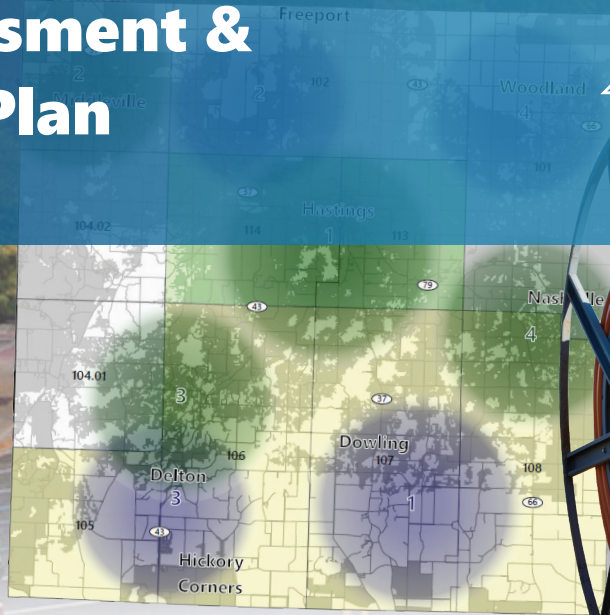 sment &
Plan
Freeport
2
Middleville
2
102
43
Woodland
4
66
101
37
Hastings
1
104.02
114
113
79
43
Nashville
4
104.01
3
37
Dowling
107
106
108
Delton
3
1
66
105
43
Hickory
Corners